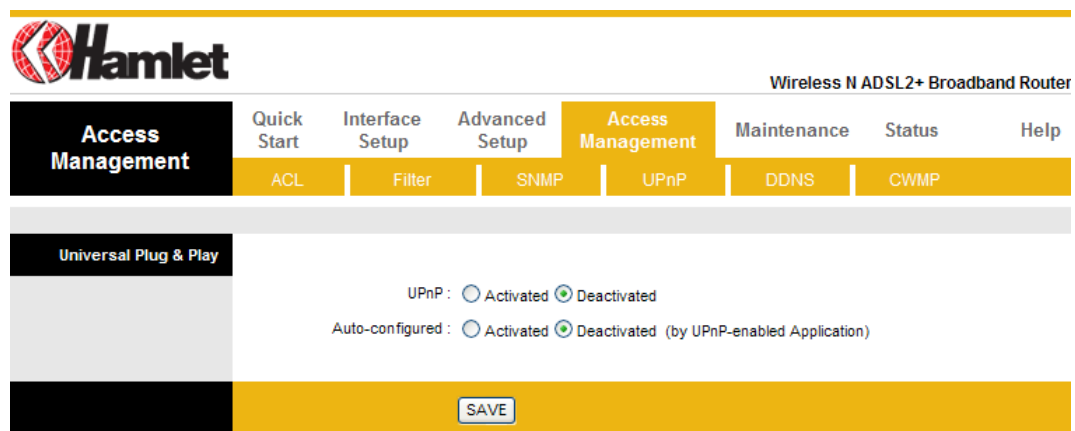 Hamlet
Wireless N ADSL2+ Broadband Router
Access Management
Quick Start Interface Setup Advanced Setup Access Management Maintenance Status Help
ACL Filter SNMP UPnP DDNS CWMP
Universal Plug & Play
UPnP : Activated Deactivated
Auto-configured : Activated Deactivated (by UPnP-enabled Application)
SAVE